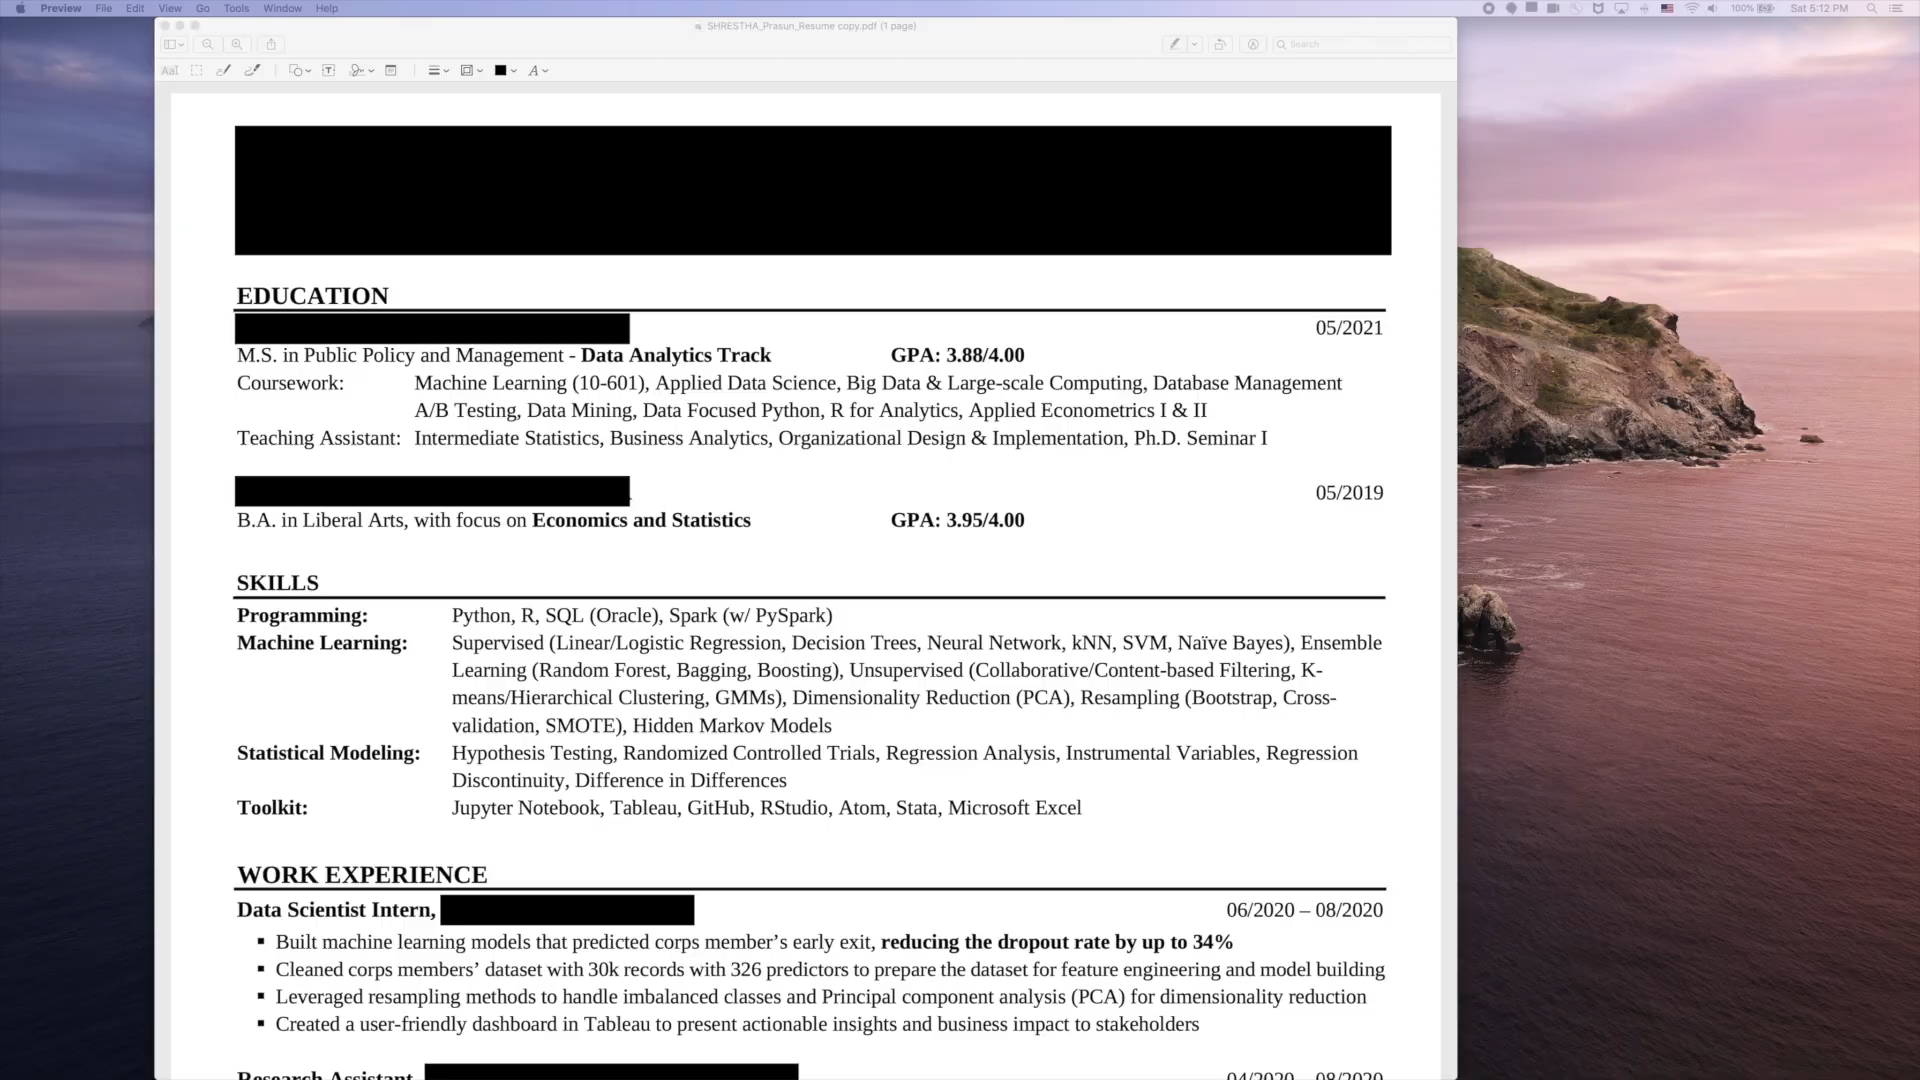 Preview File Edit View Go Tools Window Help 100% Sat 5:12 PM
SHRESTHA_Prasun_Resume copy.pdf (1 page)
Search
EDUCATION
05/2021
M.S. in Public Policy and Management - Data Analytics Track GPA: 3.88/4.00
Coursework: Machine Learning (10-601), Applied Data Science, Big Data & Large-scale Computing, Database Management
A/B Testing, Data Mining, Data Focused Python, R for Analytics, Applied Econometrics I & II
Teaching Assistant: Intermediate Statistics, Business Analytics, Organizational Design & Implementation, Ph.D. Seminar I
05/2019
B.A. in Liberal Arts, with focus on Economics and Statistics GPA: 3.95/4.00
SKILLS
Programming: Python, R, SQL (Oracle), Spark (w/ PySpark)
Machine Learning: Supervised (Linear/Logistic Regression, Decision Trees, Neural Network, kNN, SVM, Naïve Bayes), Ensemble
Learning (Random Forest, Bagging, Boosting), Unsupervised (Collaborative/Content-based Filtering, K-
means/Hierarchical Clustering, GMMs), Dimensionality Reduction (PCA), Resampling (Bootstrap, Cross-
validation, SMOTE), Hidden Markov Models
Statistical Modeling: Hypothesis Testing, Randomized Controlled Trials, Regression Analysis, Instrumental Variables, Regression
Discontinuity, Difference in Differences
Toolkit: Jupyter Notebook, Tableau, GitHub, RStudio, Atom, Stata, Microsoft Excel
WORK EXPERIENCE
Data Scientist Intern, 06/2020 – 08/2020
▪ Built machine learning models that predicted corps member’s early exit, reducing the dropout rate by up to 34%
▪ Cleaned corps members’ dataset with 30k records with 326 predictors to prepare the dataset for feature engineering and model building
▪ Leveraged resampling methods to handle imbalanced classes and Principal component analysis (PCA) for dimensionality reduction
▪ Created a user-friendly dashboard in Tableau to present actionable insights and business impact to stakeholders
Research Assistant, 04/2020 – 08/2020